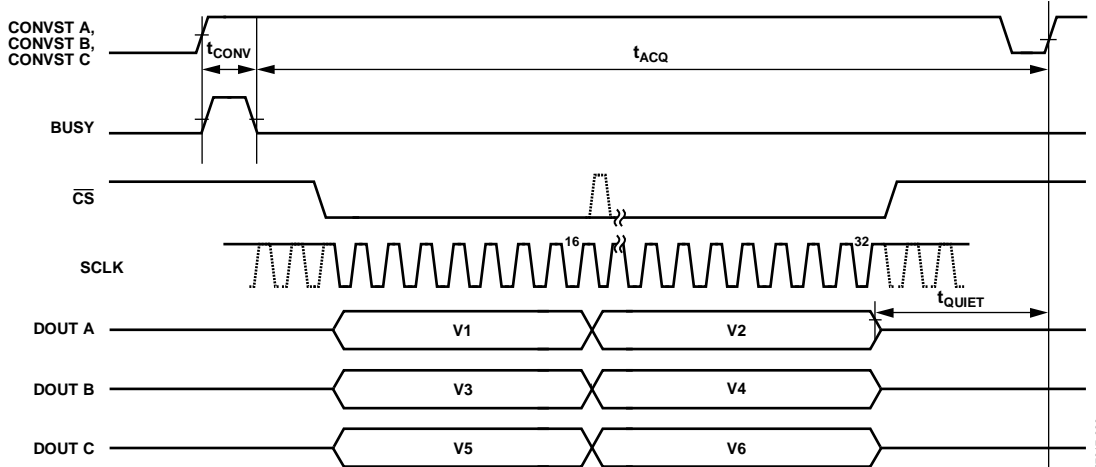 CONVST A,
CONVST B,
CONVST C
tCONV
tACQ
BUSY
CS
SCLK
16
32
tQUIET
DOUT A
V1
V2
DOUT B
V3
V4
DOUT C
V5
V6